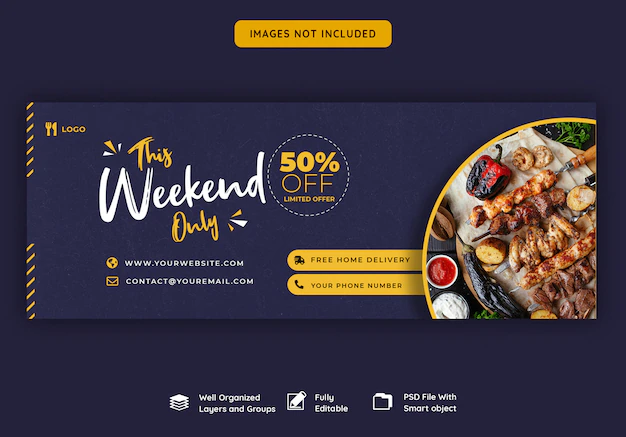 IMAGES NOT INCLUDED
LOGO
This
Weekend
Only
50%
OFF
LIMITED OFFER
WWW.YOURWEBSITE.COM
CONTACT@YOUREMAIL.COM
FREE HOME DELIVERY
YOUR PHONE NUMBER
Well Organized
Layers and Groups
Fully
Editable
PSD File With
Smart object